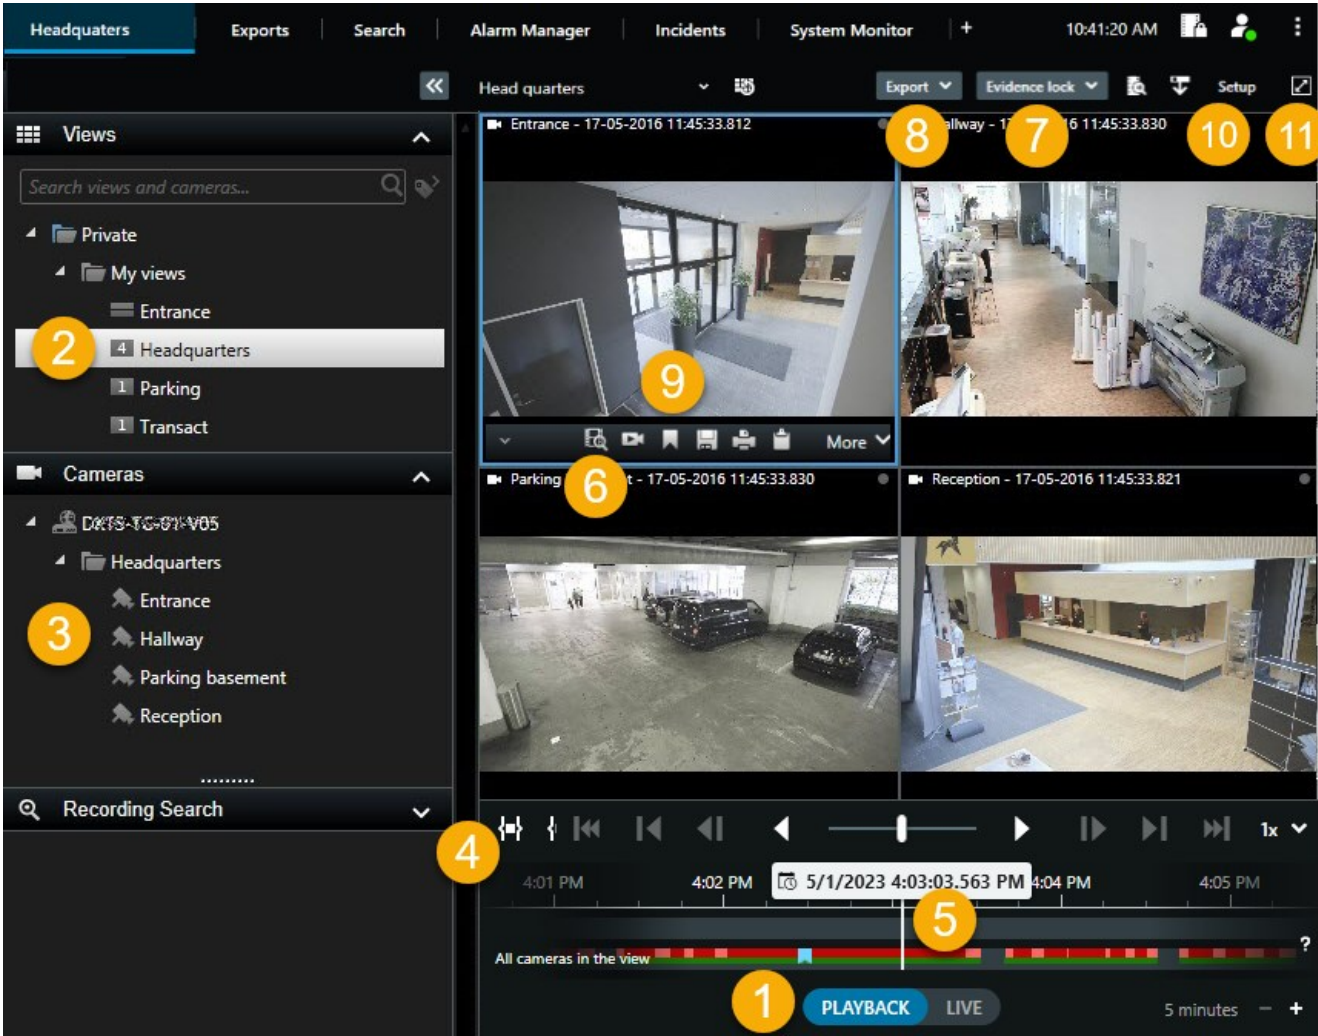 Headquaters Exports Search Alarm Manager Incidents System Monitor + 10:41:20 AM
Head quarters Export Evidence lock Setup
8 7 10 11
Views
Entrance - 17-05-2016 11:45:33.812
allway - 1 6 11:45:33.830
Search views and cameras...
Private
My views
Entrance
2
4 Headquarters
1 Parking
1 Transact
9
More
Cameras
Parking t - 17-05-2016 11:45:33.830
Reception - 17-05-2016 11:45:33.821
6
Headquarters
Entrance
3
Hallway
Parking basement
Reception
Recording Search
4
1x
4:01 PM 4:02 PM 5/1/2023 4:03:03.563 PM 4:04 PM 4:05 PM
5
?
All cameras in the view
1
PLAYBACK LIVE 5 minutes − +